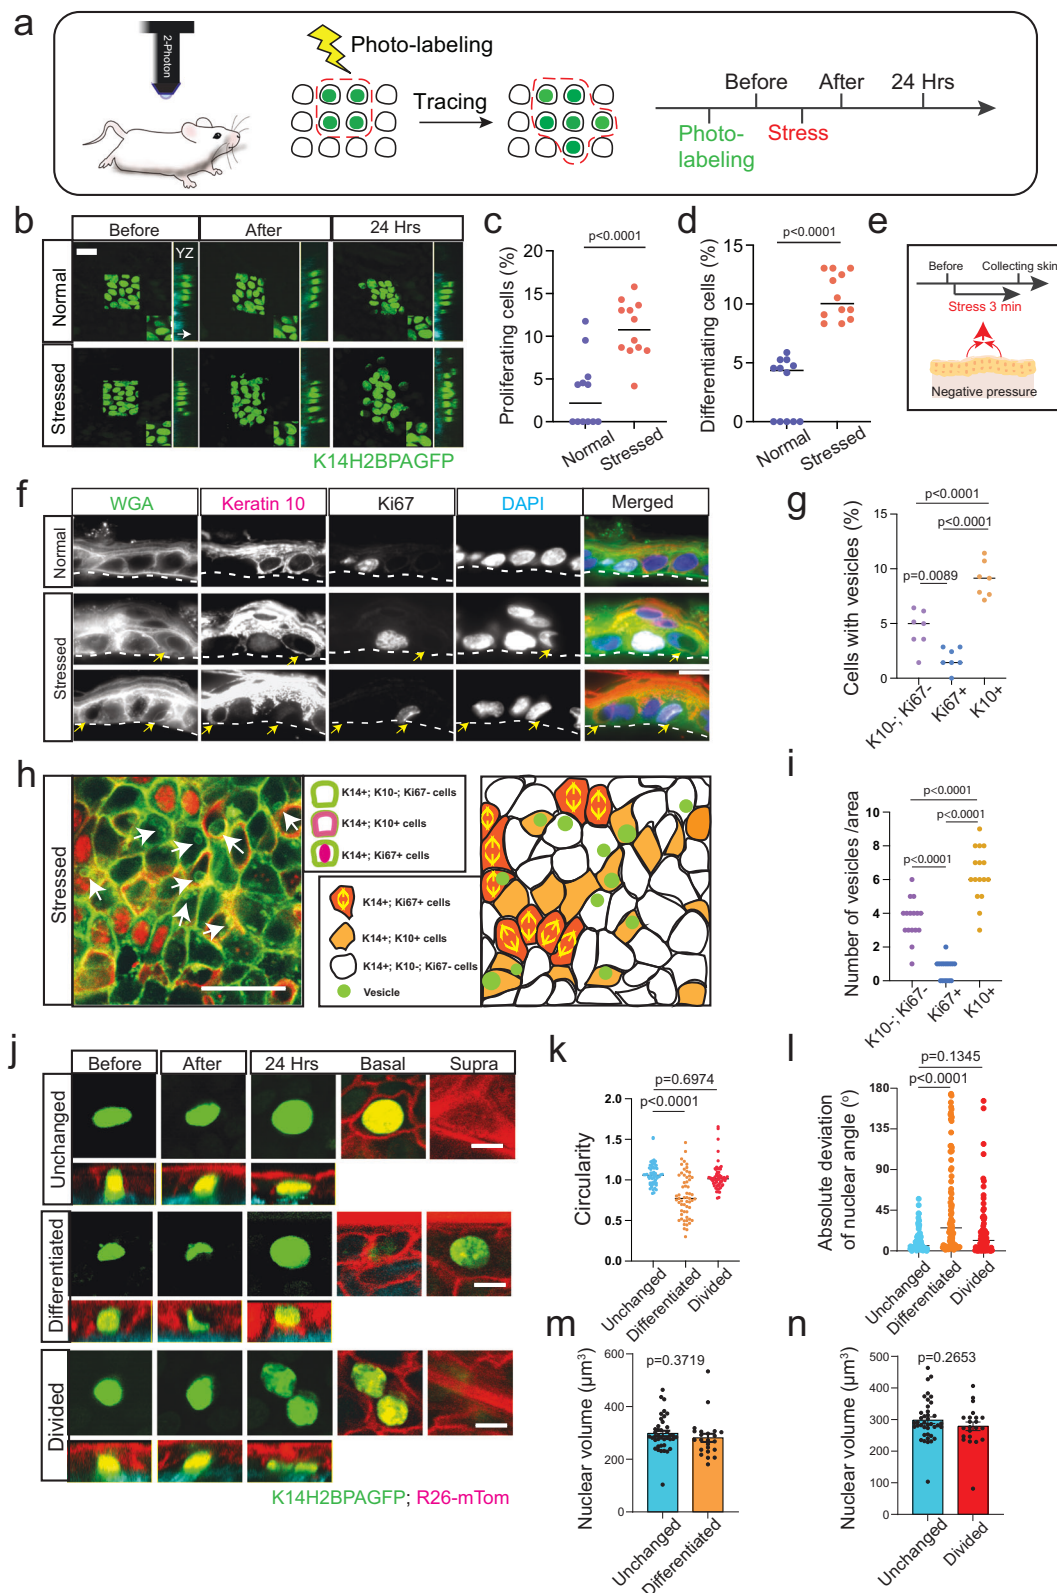 a
2-Photon
Photo-labeling
Tracing
Before
After
24 Hrs
Photo-
labeling
Stress
b
Before
After
24 Hrs
YZ
Normal
Stressed
K14H2BPAGFP
c
p<0.0001
Proliferating cells (%)
20
15
10
5
0
Normal
Stressed
d
p<0.0001
Differentiating cells (%)
15
10
5
0
Normal
Stressed
e
Before
Collecting skin
Stress 3 min
Negative pressure
f
WGA
Keratin 10
Ki67
DAPI
Merged
Normal
Stressed
g
p<0.0001
p<0.0001
p=0.0089
Cells with vesicles (%)
15
10
5
0
K10-; Ki67-
Ki67+
K10+
h
Stressed
K14+; K10-; Ki67- cells
K14+; K10+ cells
K14+; Ki67+ cells
K14+; Ki67+ cells
K14+; K10+ cells
K14+; K10-; Ki67- cells
Vesicle
i
p<0.0001
p<0.0001
p<0.0001
Number of vesicles /area
10
8
6
4
2
0
K10-; Ki67-
Ki67+
K10+
j
Before
After
24 Hrs
Basal
Supra
Unchanged
Differentiated
Divided
K14H2BPAGFP; R26-mTom
k
p=0.6974
p<0.0001
Circularity
2.0
1.5
1.0
0.5
0.0
Unchanged
Differentiated
Divided
l
p=0.1345
p<0.0001
Absolute deviation
of nuclear angle (°)
180
135
90
45
0
Unchanged
Differentiated
Divided
m
p=0.3719
Nuclear volume (µm³)
600
400
200
0
Unchanged
Differentiated
n
p=0.2653
Nuclear volume (µm³)
500
400
300
200
100
0
Unchanged
Divided